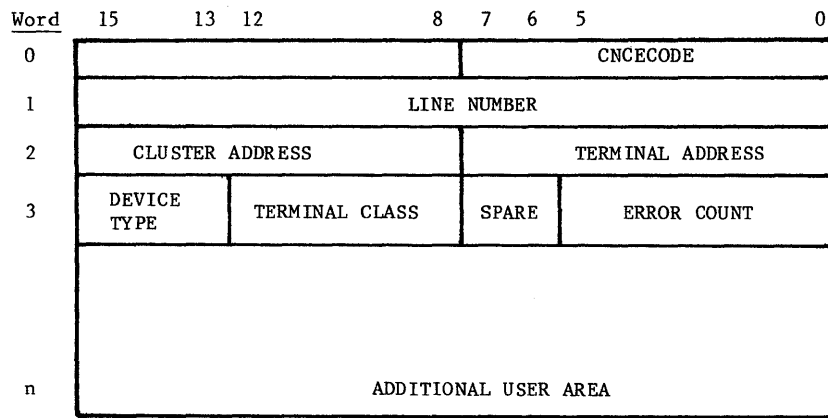 Word 15 13 12 8 7 6 5 0
0 CNCECODE
1 LINE NUMBER
2 CLUSTER ADDRESS TERMINAL ADDRESS
3 DEVICE TYPE TERMINAL CLASS SPARE ERROR COUNT
n ADDITIONAL USER AREA